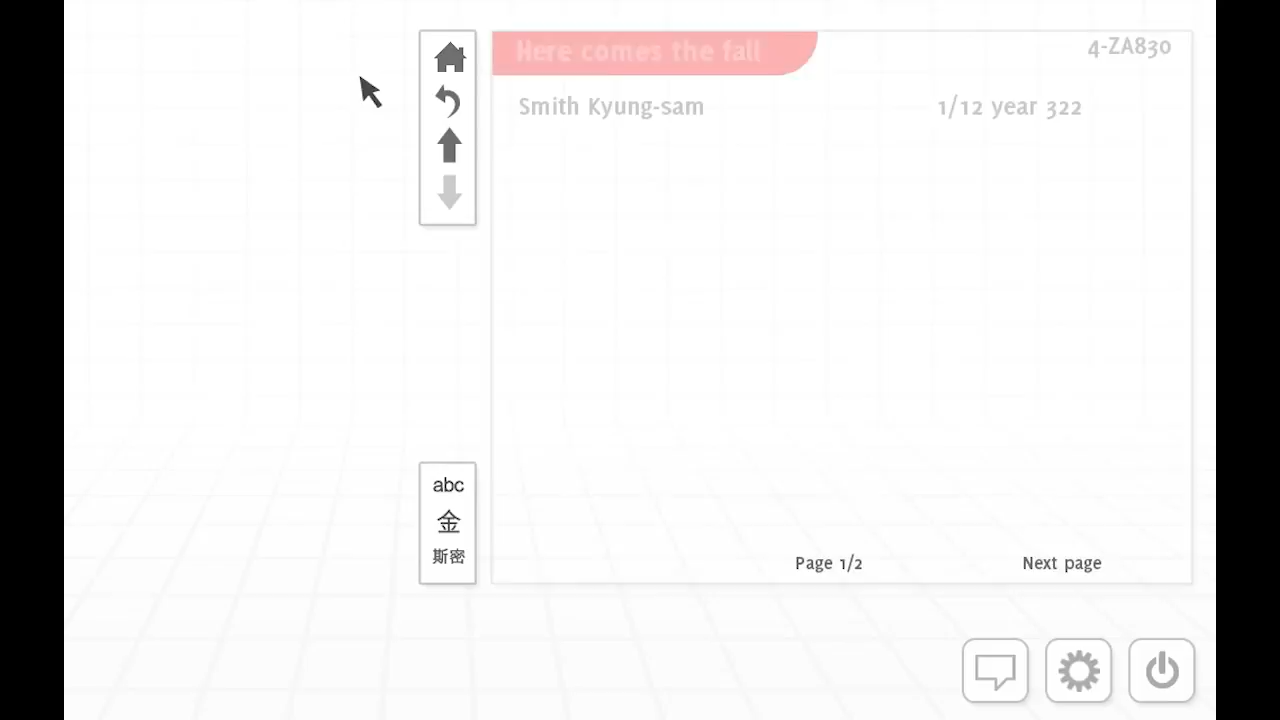 Here comes the fall
4-ZA830
Smith Kyung-sam
1/12 year 322
abc
金
斯密
Page 1/2
Next page